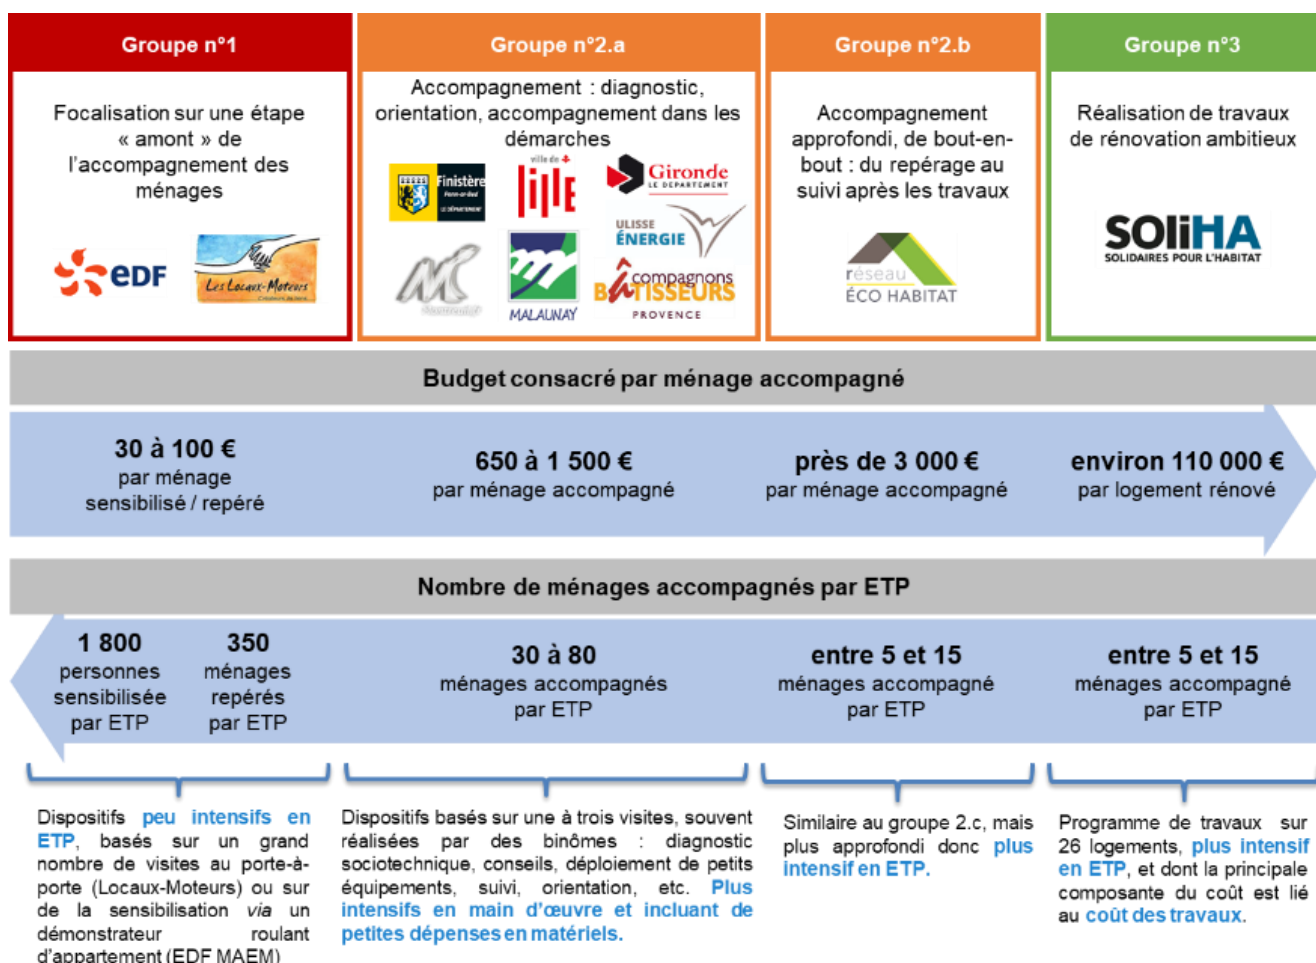 Groupe n°1
Focalisation sur une étape
« amont » de
l'accompagnement des
ménages
eDF
Les Locaux-Moteurs
Groupe n°2.a
Accompagnement : diagnostic,
orientation, accompagnement dans les
démarches
Finistère
Penn-ar-Bed
LE DÉPARTEMENT
ville de
lille
Gironde
LE DEPARTEMENT
ULISSE
ÉNERGIE
Montreuil.fr
MALAUNAY
compagnons
BÂTISSEURS
PROVENCE
Groupe n°2.b
Accompagnement
approfondi, de bout-en-
bout : du repérage au
suivi après les travaux
réseau
ÉCO HABITAT
Groupe n°3
Réalisation de travaux
de rénovation ambitieux
SOLiHA
SOLIDAIRES POUR L'HABITAT
Budget consacré par ménage accompagné
30 à 100 €
par ménage
sensibilisé / repéré
650 à 1 500 €
par ménage accompagné
près de 3 000 €
par ménage accompagné
environ 110 000 €
par logement rénové
Nombre de ménages accompagnés par ETP
1 800
personnes
sensibilisée
par ETP
350
ménages
repérés
par ETP
30 à 80
ménages accompagnés
par ETP
entre 5 et 15
ménages accompagné
par ETP
entre 5 et 15
ménages accompagné
par ETP
Dispositifs peu intensifs en
ETP, basés sur un grand
nombre de visites au porte-à-
porte (Locaux-Moteurs) ou sur
de la sensibilisation via un
démonstrateur roulant
d'appartement (EDF MAEM)
Dispositifs basés sur une à trois visites, souvent
réalisées par des binômes : diagnostic
sociotechnique, conseils, déploiement de petits
équipements, suivi, orientation, etc. Plus
intensifs en main d'œuvre et incluant de
petites dépenses en matériels.
Similaire au groupe 2.c, mais
plus approfondi donc plus
intensif en ETP.
Programme de travaux sur
26 logements, plus intensif
en ETP, et dont la principale
composante du coût est lié
au coût des travaux.